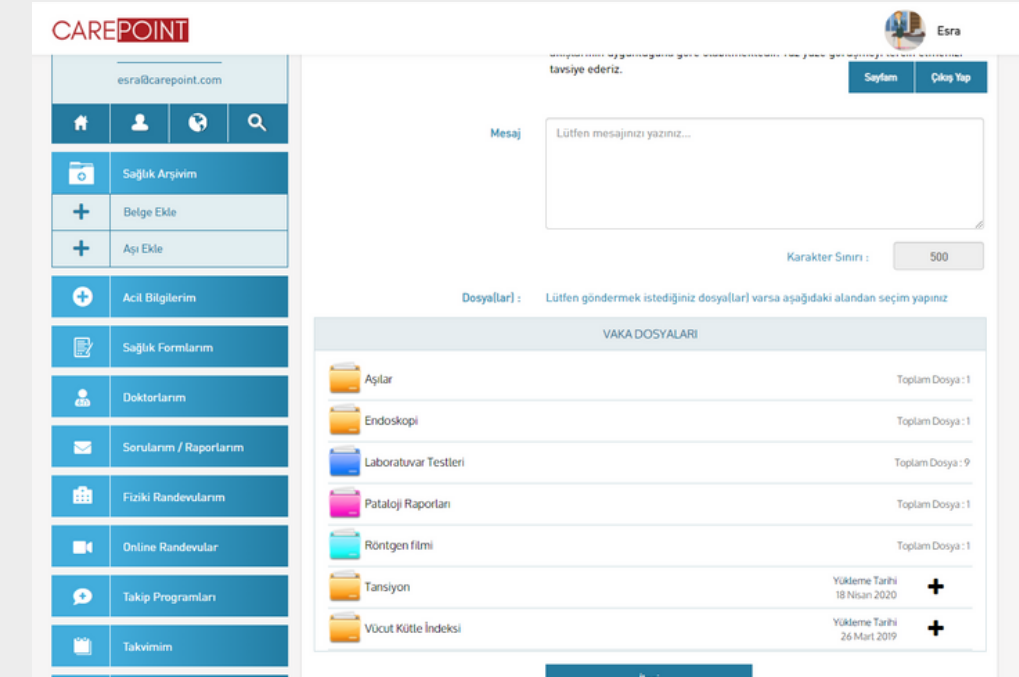 CAREPOINT
Esra
esra@carepoint.com
tavsiye ederiz.
Sayfam
Çıkış Yap
Mesaj
Lütfen mesajınızı yazınız...
Sağlık Arşivim
Belge Ekle
Aşı Ekle
Karakter Sınırı :
500
Acil Bilgilerim
Dosya(lar) :
Lütfen göndermek istediğiniz dosya(lar) varsa aşağıdaki alandan seçim yapınız
VAKA DOSYALARI
Sağlık Formlarım
Aşılar
Toplam Dosya : 1
Doktorlarım
Endoskopi
Toplam Dosya : 1
Sorularım / Raporlarım
Laboratuvar Testleri
Toplam Dosya : 9
Fiziki Randevularım
Pataloji Raporları
Toplam Dosya : 1
Online Randevular
Röntgen filmi
Toplam Dosya : 1
Takip Programları
Tansiyon
Yükleme Tarihi
18 Nisan 2020
Takvimim
Vücut Kütle İndeksi
Yükleme Tarihi
26 Mart 2019